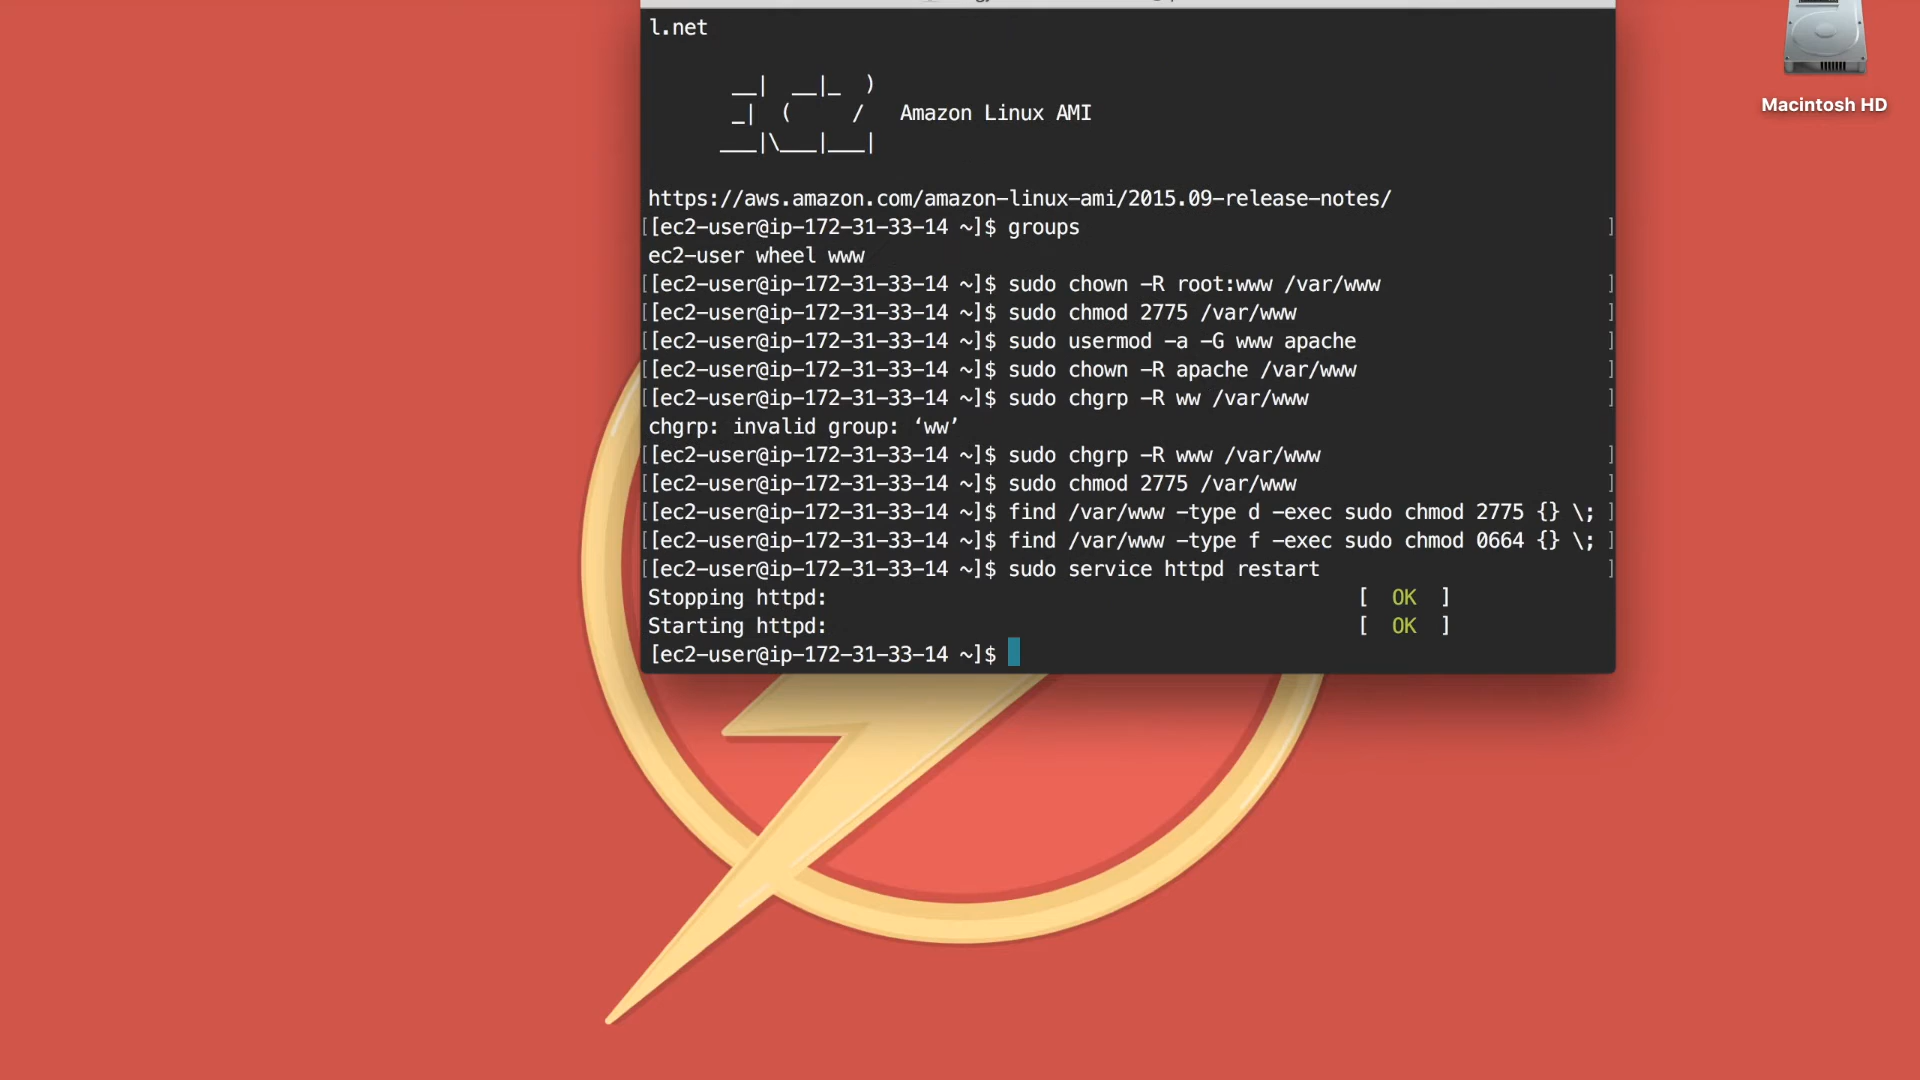 l.net
__|  __|_  )
_|  (     /   Amazon Linux AMI
___|\___|___|
https://aws.amazon.com/amazon-linux-ami/2015.09-release-notes/
[[ec2-user@ip-172-31-33-14 ~]$ groups ]
ec2-user wheel www
[[ec2-user@ip-172-31-33-14 ~]$ sudo chown -R root:www /var/www ]
[[ec2-user@ip-172-31-33-14 ~]$ sudo chmod 2775 /var/www ]
[[ec2-user@ip-172-31-33-14 ~]$ sudo usermod -a -G www apache ]
[[ec2-user@ip-172-31-33-14 ~]$ sudo chown -R apache /var/www ]
[[ec2-user@ip-172-31-33-14 ~]$ sudo chgrp -R ww /var/www ]
chgrp: invalid group: ‘ww’
[[ec2-user@ip-172-31-33-14 ~]$ sudo chgrp -R www /var/www ]
[[ec2-user@ip-172-31-33-14 ~]$ sudo chmod 2775 /var/www ]
[[ec2-user@ip-172-31-33-14 ~]$ find /var/www -type d -exec sudo chmod 2775 {} \; ]
[[ec2-user@ip-172-31-33-14 ~]$ find /var/www -type f -exec sudo chmod 0664 {} \; ]
[[ec2-user@ip-172-31-33-14 ~]$ sudo service httpd restart ]
Stopping httpd: [ OK ]
Starting httpd: [ OK ]
[ec2-user@ip-172-31-33-14 ~]$
Macintosh HD